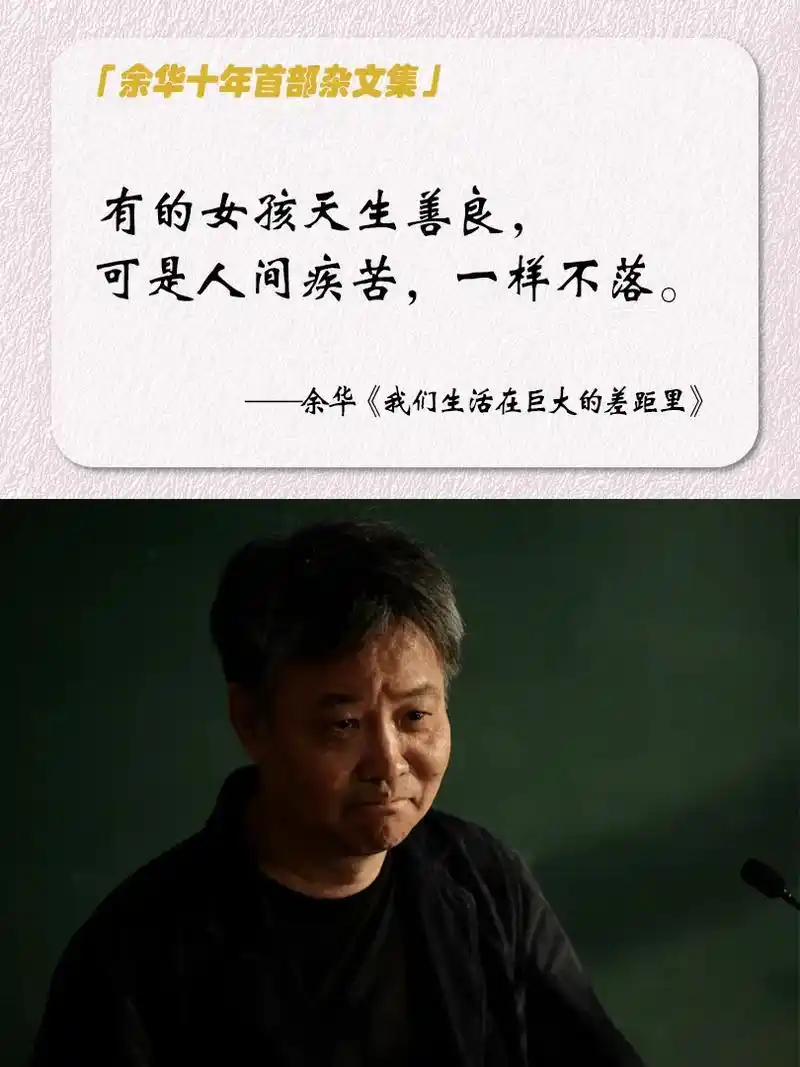 「余华十年首部杂文集」
有的女孩天生善良，
可是人间疾苦，一样不落。
——余华《我们生活在巨大的差距里》